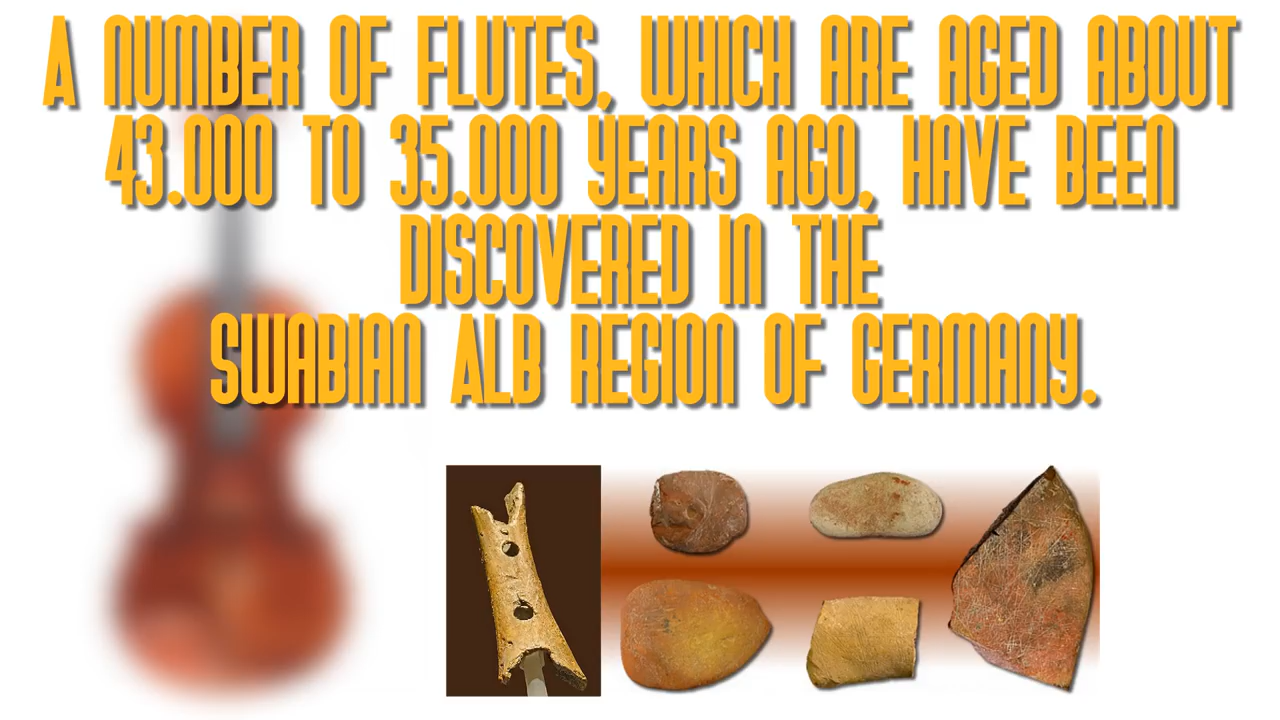 A NUMBER OF FLUTES, WHICH ARE AGED ABOUT
43.000 TO 35.000 YEARS AGO, HAVE BEEN
DISCOVERED IN THE
SWABIAN ALB REGION OF GERMANY.